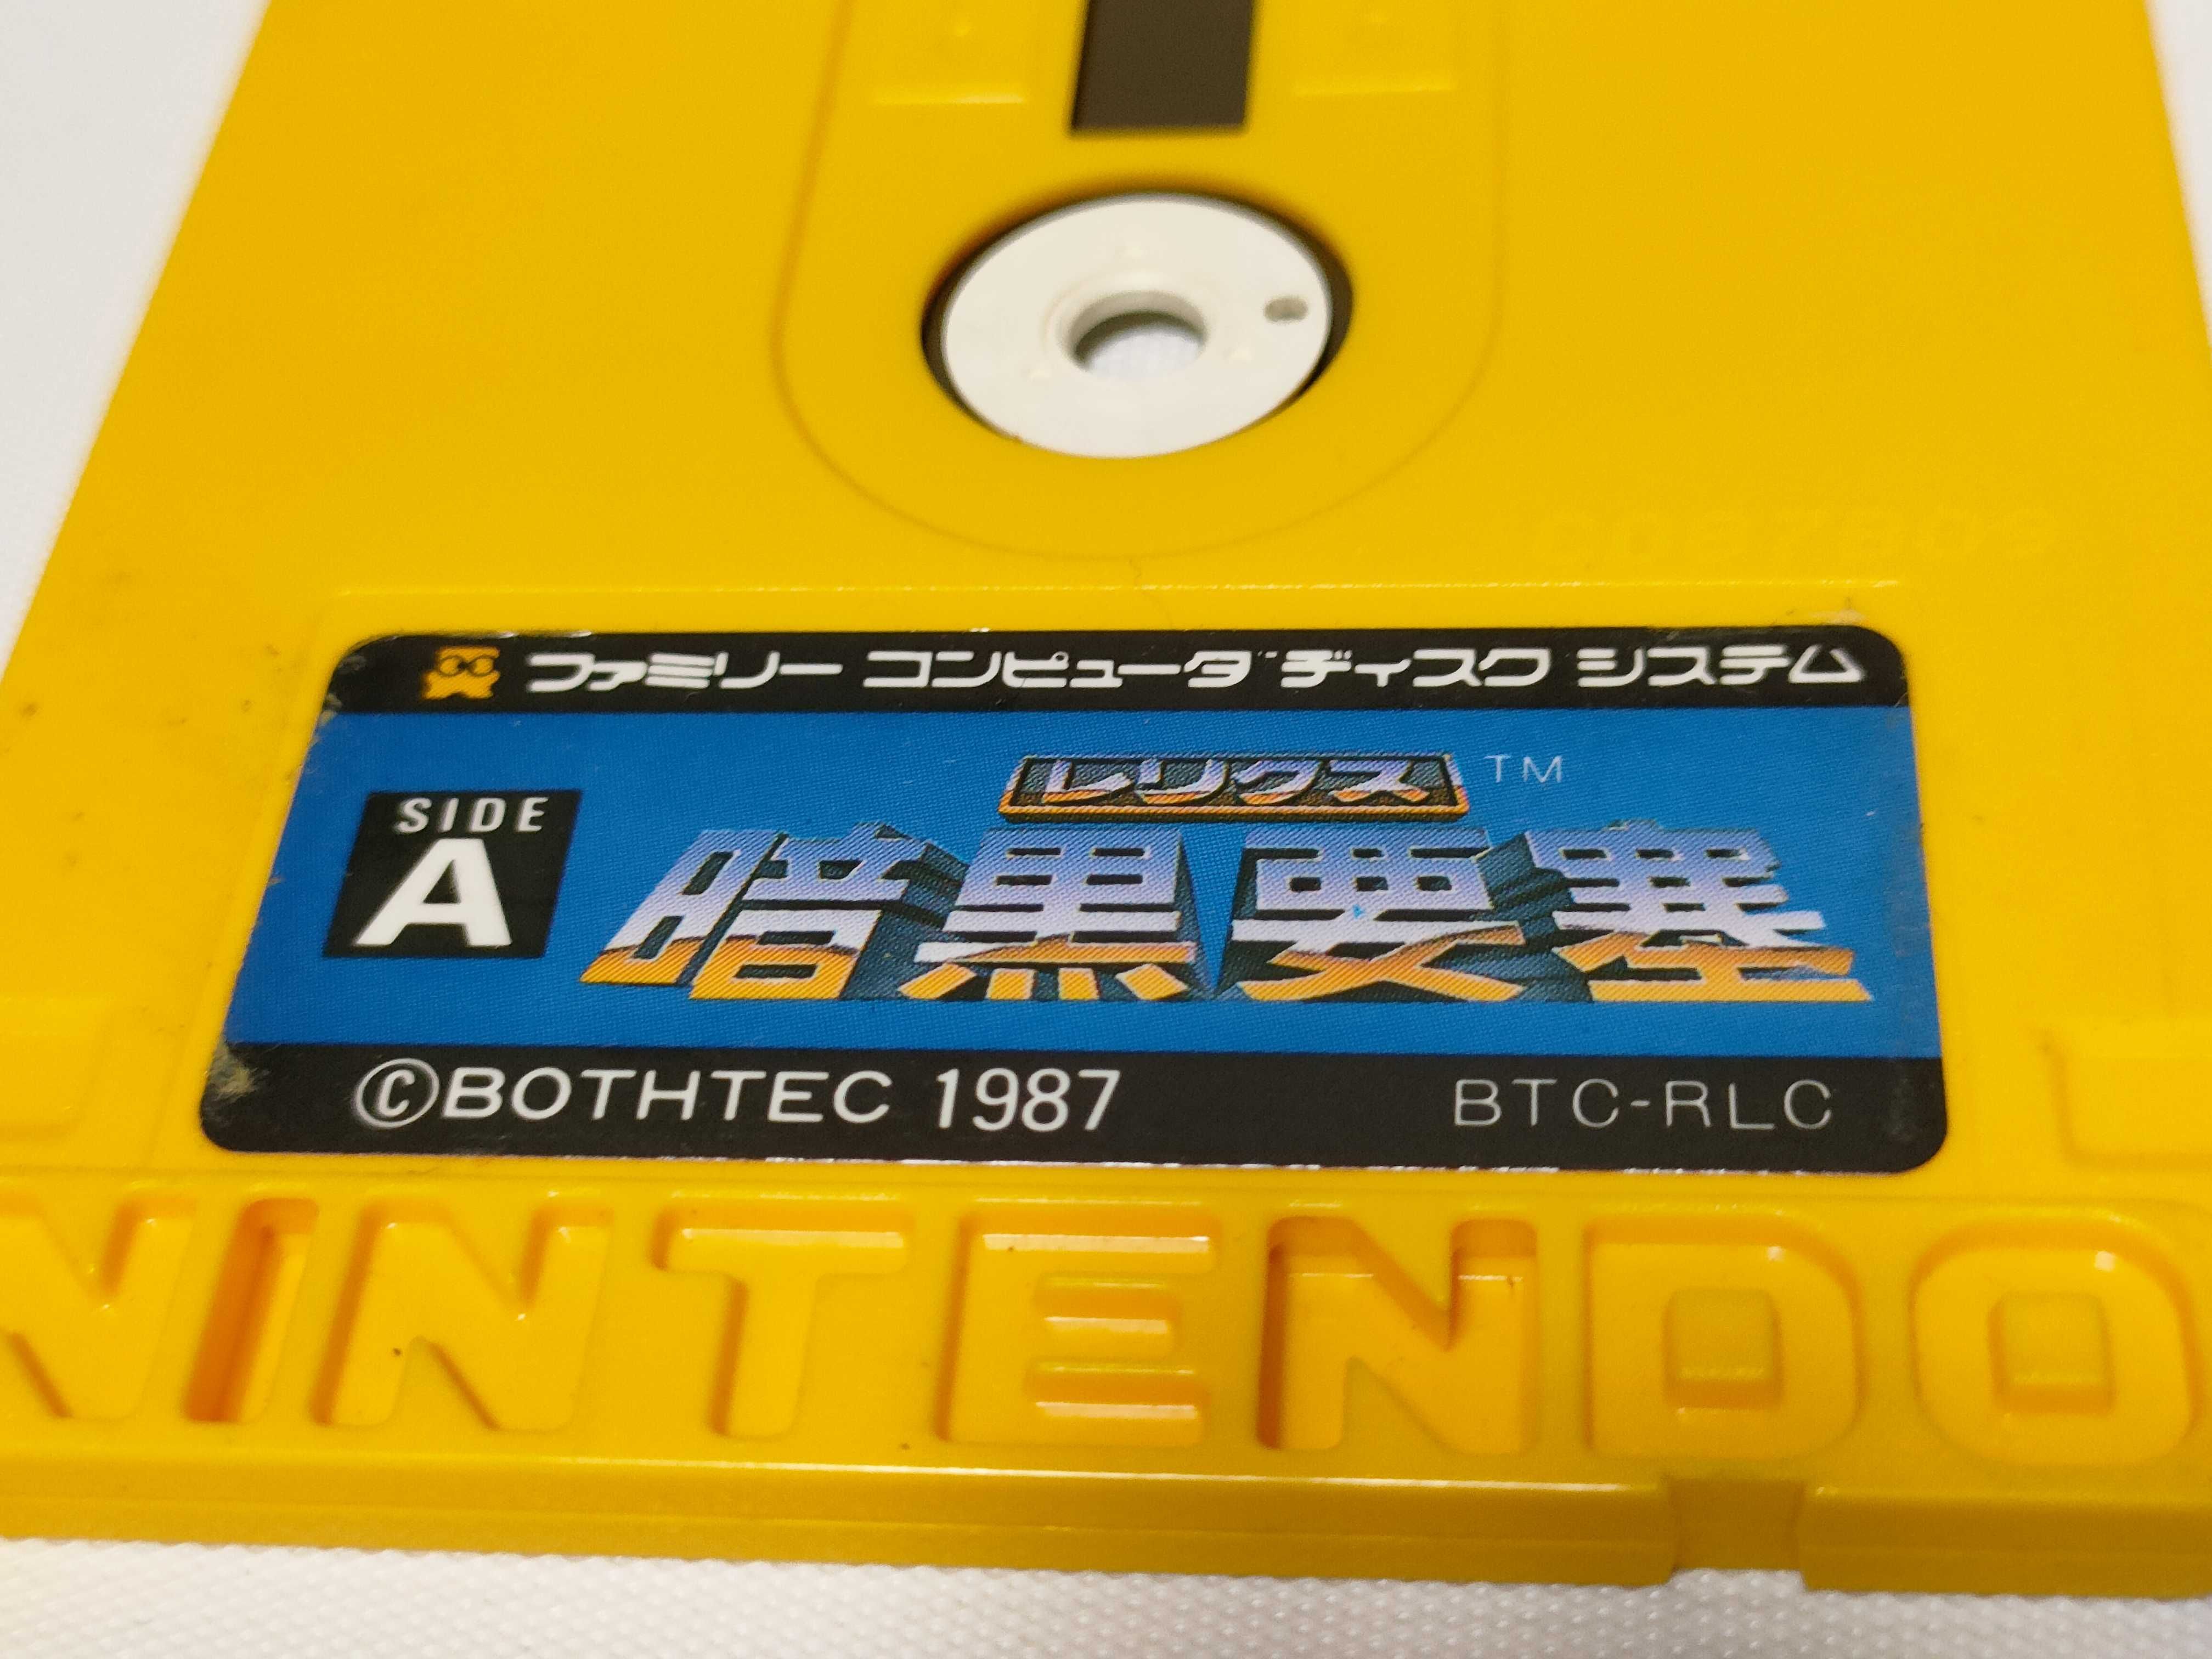 ファミリー コンピュータ ディスク システム
レリクス TM
SIDE
A
暗黒要塞
©BOTHTEC 1987
BTC-RLC
NINTENDO